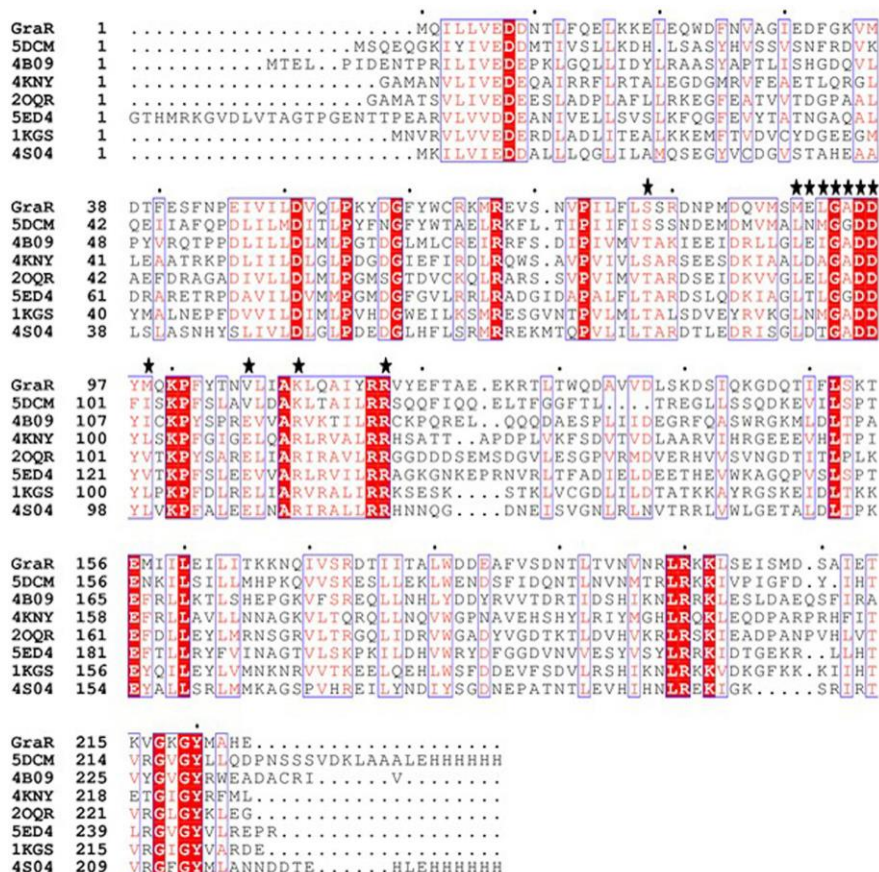 GraR 1 .......................MQILLVEDDNTLFQELKKELEQWDFNVAGIEDFGKVM
5DCM 1 ..................MSQEQGKIYIVEDDMTIVSLLKDH.LSASYHVSSVSNFRDVK
4B09 1 ...........MTEL..PIDENTPRILIVEDEPKLGQLLIDYLRAASYAPTLISHGDQVL
4KNY 1 ....................GAMANVLIVEDEQAIRRFLRTALEGDGMRVFEAETLQRGL
2OQR 1 ...................GAMATSVLIVEDEESLADPLAFLLRKEGFEATVVTDGPAAL
5ED4 1 GTHMRKGVDLVTAGTPGENTTPEARVLVVDDEANIVELLSVSLKFQGFEVYTATNGAQAL
1KGS 1 .....................MNVRVLVVEDERDLADLITEALKKEMFTVDVCYDGEEGM
4S04 1 .......................MKILVIEDDALLLQGLILAMQSEGYVCDGVSTAHEAA
★ ★★★★★★★
GraR 38 DTFESFNPEIVILDVQLPKYDGFYWCRKMREVS.NVPILFLSSRDNPMDQVMSMELGADD
5DCM 42 QEIIAFQPDLILMDITLPYFNGFYWTAELRKFL.TIPIIFISSSNDEMDMVMALNMGGDD
4B09 48 PYVRQTPPDLILLDLMLPGTDGLMLCREIRRFS.DIPIVMVTAKIEEIDRLLGLEIGADD
4KNY 41 LEAATRKPDLIILDLGLPDGDGIEFIRDLRQWS.AVPVIVLSARSEESDKIAALDAGADD
2OQR 42 AEFDRAGADIVLLDLMLPGMSGTDVCKQLRARS.SVPVIMVTARDSEIDKVVGLELGADD
5ED4 61 DRARETRPDAVILDVMMPGMDGFGVLRRLRADGIDAPALFLTARDSLQDKIAGLTLGGDD
1KGS 40 YMALNEPFDVVILDIMLPVHDGWEILKSMRESGVNTPVLMLTALSDVEYRVKGLNMGADD
4S04 38 LSLASNHYSLIVLDLGLPDEDGLHFLSRMRREKMTQPVLILTARDTLEDRISGLDTGADD
★ ★ ★ ★
GraR 97 YMQKPFYTNVLIAKLQAIYRRVYEFTAE.EKRTLTWQDAVVDLSKDSIQKGDQTIFLSKT
5DCM 101 FISKPFSLAVLDAKLTAILRRSQQFIQQ.ELTFGGFTL..TREGLLSSQDKEVILSPT
4B09 107 YICKPYSPREVVARVKTILRRCKPQREL..QQQDAESPLIIDEGRFQASWRGKMLDLTPA
4KNY 100 YLSKPFGIGELQARLRVALRRHSATT..APDPLVKFSDVTVDLAARVIHRGEEEVHLTPI
2OQR 101 YVTKPYSARELIARIRAVLRRGGDDDSEMSDGVLESGPVRMDVERHVVSVNGDTITLPLK
5ED4 121 YVTKPFSLEEVVARLRVILRRAGKGNKEPRNVRLTFADIELDEETHEVWKAGQPVSLSPT
1KGS 100 YLPKPFDLRELIARVRALIRRKSESK....STKLVCGDLILDTATKKAYRGSKEIDLTKK
4S04 98 YLVKPFALEELNARIRALLRRHNNQG....DNEISVGNLRLNVTRRLVWLGETALDLTPK
GraR 156 EMIILEILITKKNQIVSRDTIITALWDDEAFVSDNTLTVNVNRLRKKLSEISMD.SAIET
5DCM 156 ENKILSILLMHPKQVVSKESLLEKLWENDSFIDQNTLNVNMTRLRKKIVPIGFD.YIHT
4B09 165 EFRLLKTLSHEPGKVFSREQLLNHLYDDYRVVTDRTIDSHIKNLRRKLESLDAEQSFIRA
4KNY 158 EFRLLAVLLNNAGKVLTQRQLLNQVWGPNAVEHSHYLRIYMGHLRQKLEQDPARPRHFIT
2OQR 161 EFDLLEYLMRNSGRVLTRGQLIDRVWGADYVGDTKTLDVHVKRLRSKIEADPANPVHLVT
5ED4 181 EFTLLRYFVINAGTVLSKPKILDHVWRYDFGGDVNVVESYVSYLRRKIDTGEKR.LLHT
1KGS 156 EYQILEYLVMNKNRVVTKEELQEHLWSFDDEVFSDVLRSHIKNLRKKVDKGFKK.KIIHT
4S04 154 EYALLSRLMMKAGSPVHREILYNDIYSGDNEPATNTLEVHIHNLREKIGK.....SRIRT
GraR 215 KVGKGYMAHE....................
5DCM 214 VRGVGYLLQDPNSSSVDKLAAALEHHHHHH
4B09 225 VYGVGYRWEADACRI......V........
4KNY 218 ETGIGYRFML....................
2OQR 221 VRGLGYKLEG....................
5ED4 239 LRGVGYVLREPR..................
1KGS 215 VRGIGYVARDE...................
4S04 209 VRGFGYMLANNDDTE......HLEHHHHHH